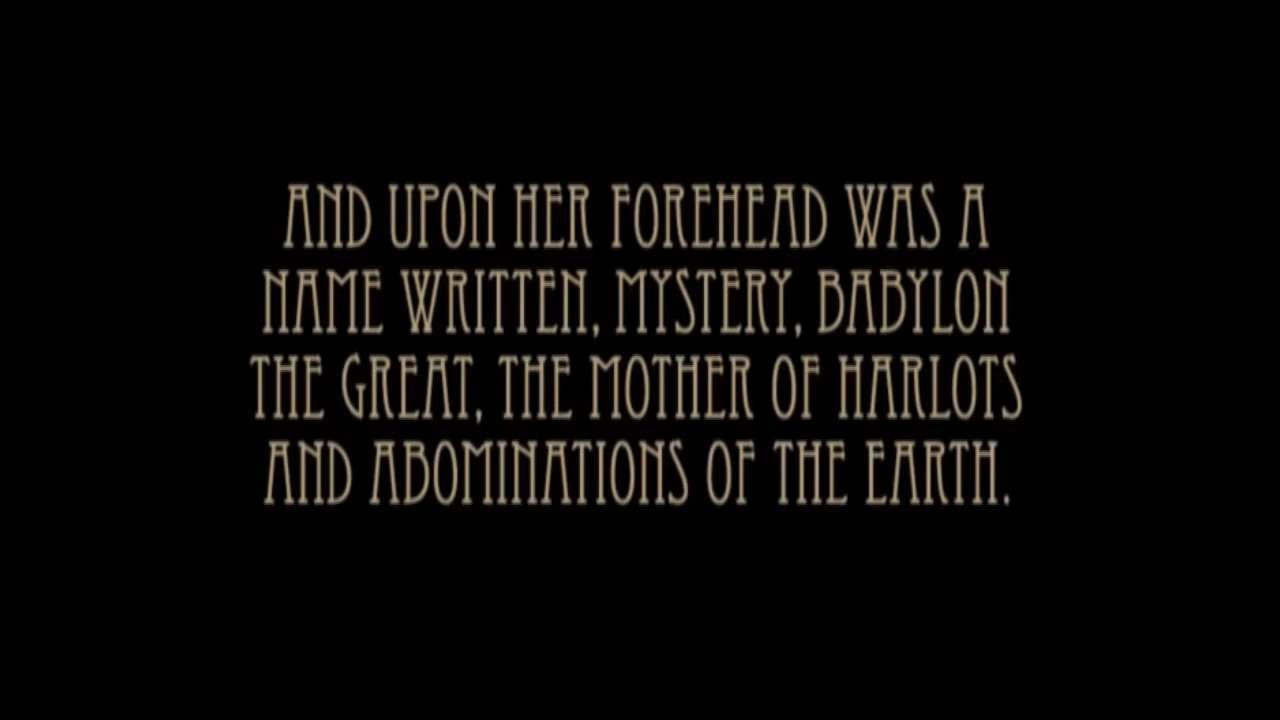 AND UPON HER FOREHEAD WAS A
NAME WRITTEN, MYSTERY, BABYLON
THE GREAT, THE MOTHER OF HARLOTS
AND ABOMINATIONS OF THE EARTH.